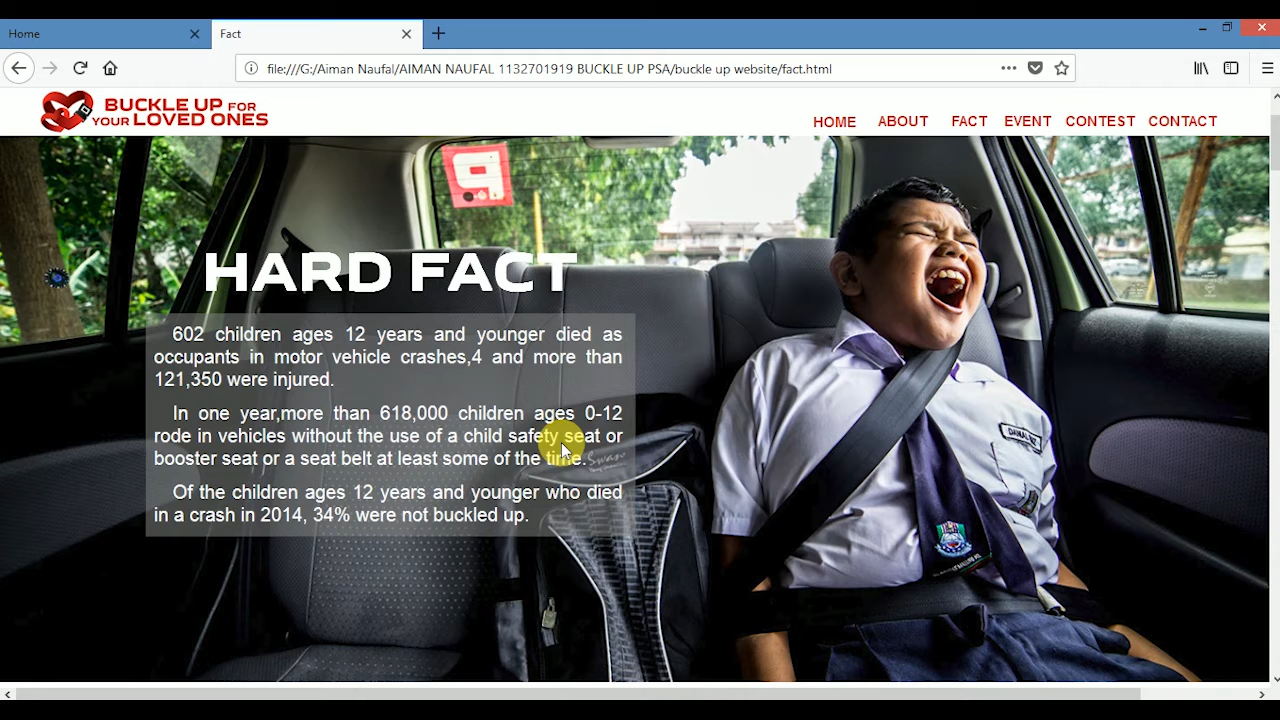 Home
Fact
file:///G:/Aiman Naufal/AIMAN NAUFAL 1132701919 BUCKLE UP PSA/buckle up website/fact.html
BUCKLE UP FOR
YOUR LOVED ONES
HOME ABOUT FACT EVENT CONTEST CONTACT
HARD FACT
602 children ages 12 years and younger died as
occupants in motor vehicle crashes,4 and more than
121,350 were injured.
In one year,more than 618,000 children ages 0-12
rode in vehicles without the use of a child safety seat or
booster seat or a seat belt at least some of the time.
Of the children ages 12 years and younger who died
in a crash in 2014, 34% were not buckled up.
Swan